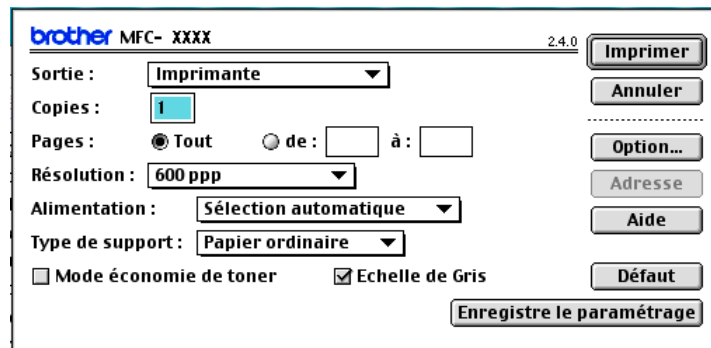 brother MFC- XXXX 2.4.0 Imprimer
Sortie : Imprimante Annuler
Copies : 1
Pages : Tout de : à : Option...
Résolution : 600 ppp Adresse
Alimentation : Sélection automatique Aide
Type de support : Papier ordinaire
Mode économie de toner Echelle de Gris Défaut
Enregistre le paramétrage